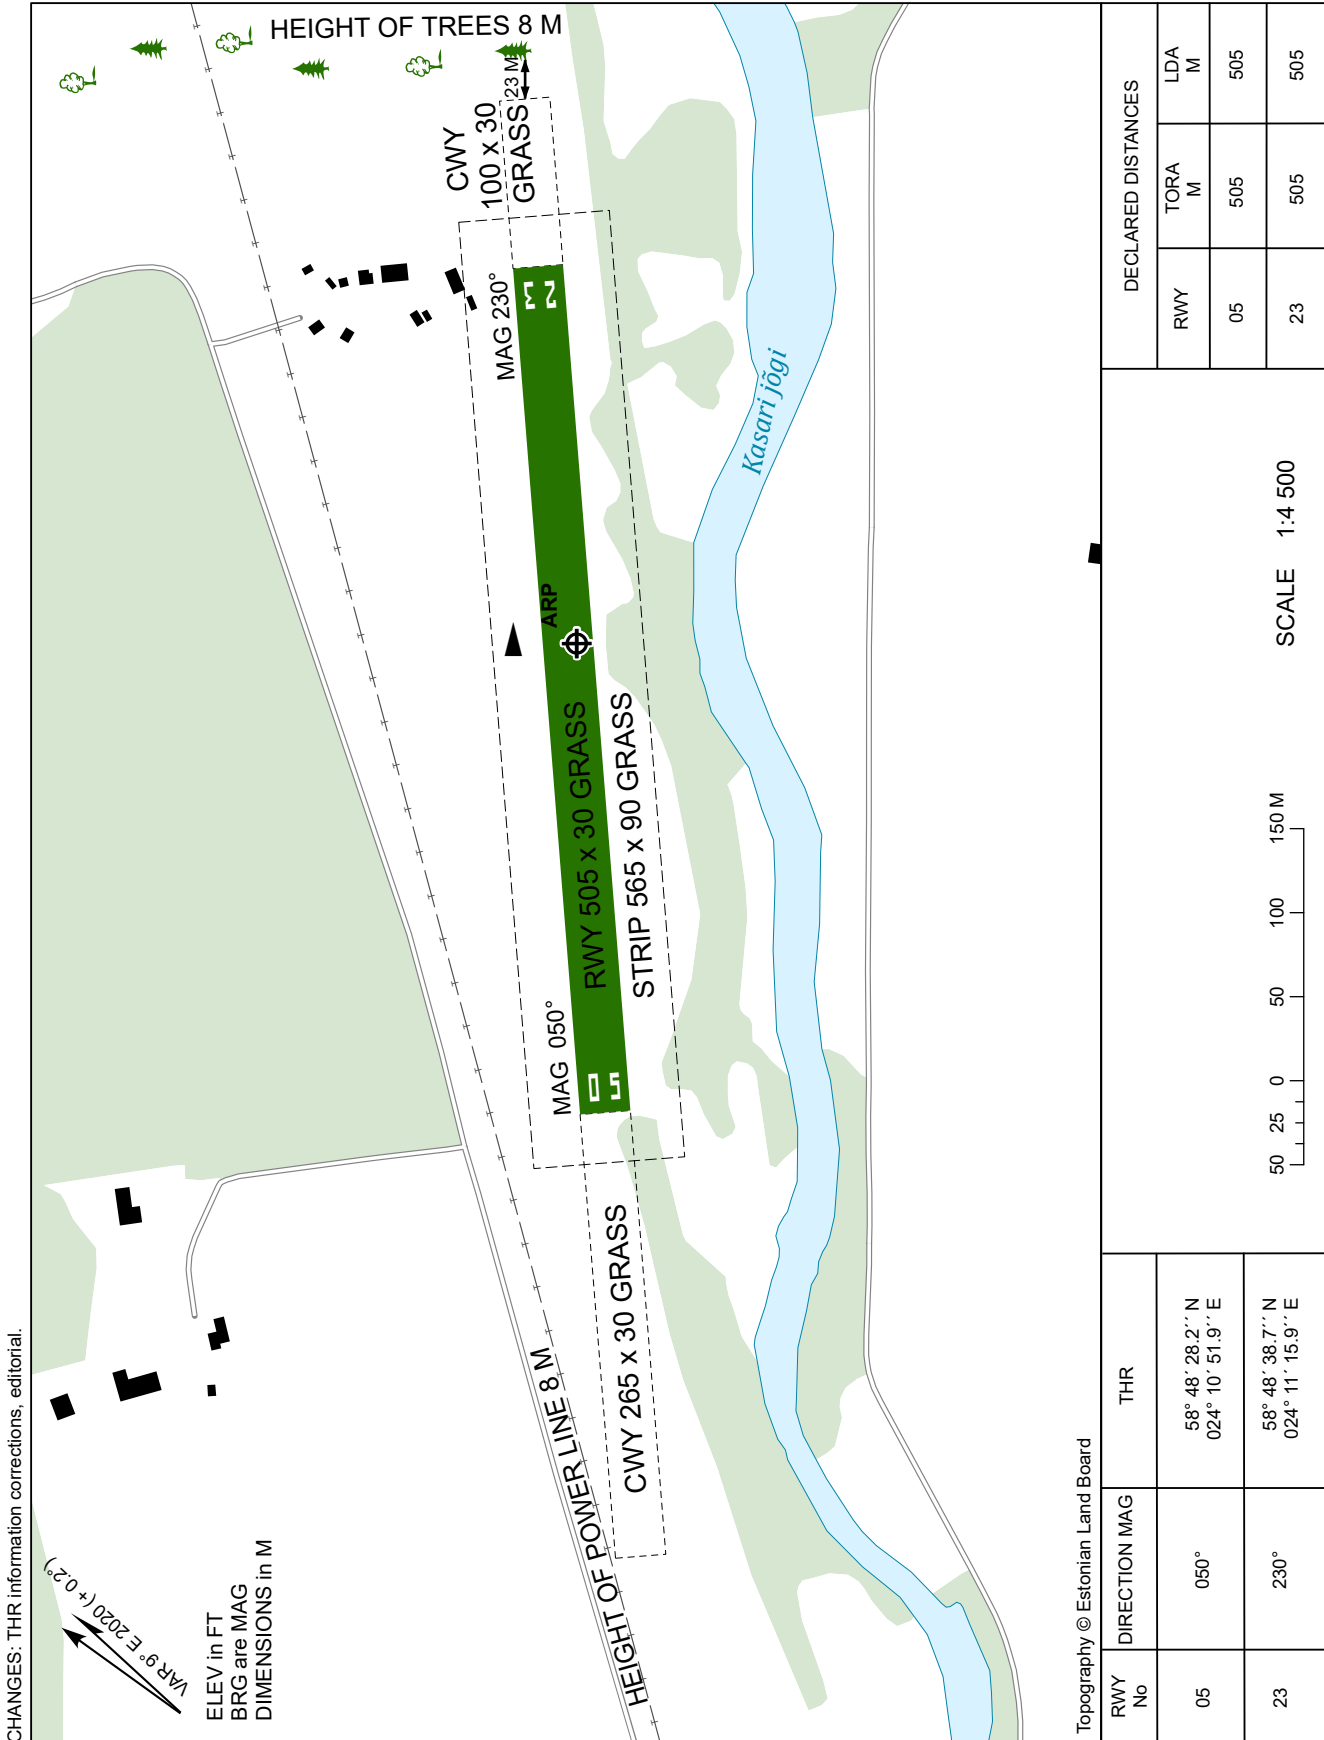 CHANGES: THR information corrections, editorial.
VAR 9° E 2020 (+ 0.2°)
ELEV in FT
BRG are MAG
DIMENSIONS in M
HEIGHT OF TREES 8 M
HEIGHT OF POWER LINE 8 M
CWY 265 x 30 GRASS
MAG 050°
05
RWY 505 x 30 GRASS
STRIP 565 x 90 GRASS
ARP
MAG 230°
23
CWY
100 x 30
GRASS
23 M
Kasari jõgi
Topography © Estonian Land Board
RWY No DIRECTION MAG THR
05 050° 58° 48´ 28.2´´ N 024° 10´ 51.9´´ E
23 230° 58° 48´ 38.7´´ N 024° 11´ 15.9´´ E
50 25 0 50 100 150 M
SCALE 1:4 500
DECLARED DISTANCES
RWY TORA M LDA M
05 505 505
23 505 505